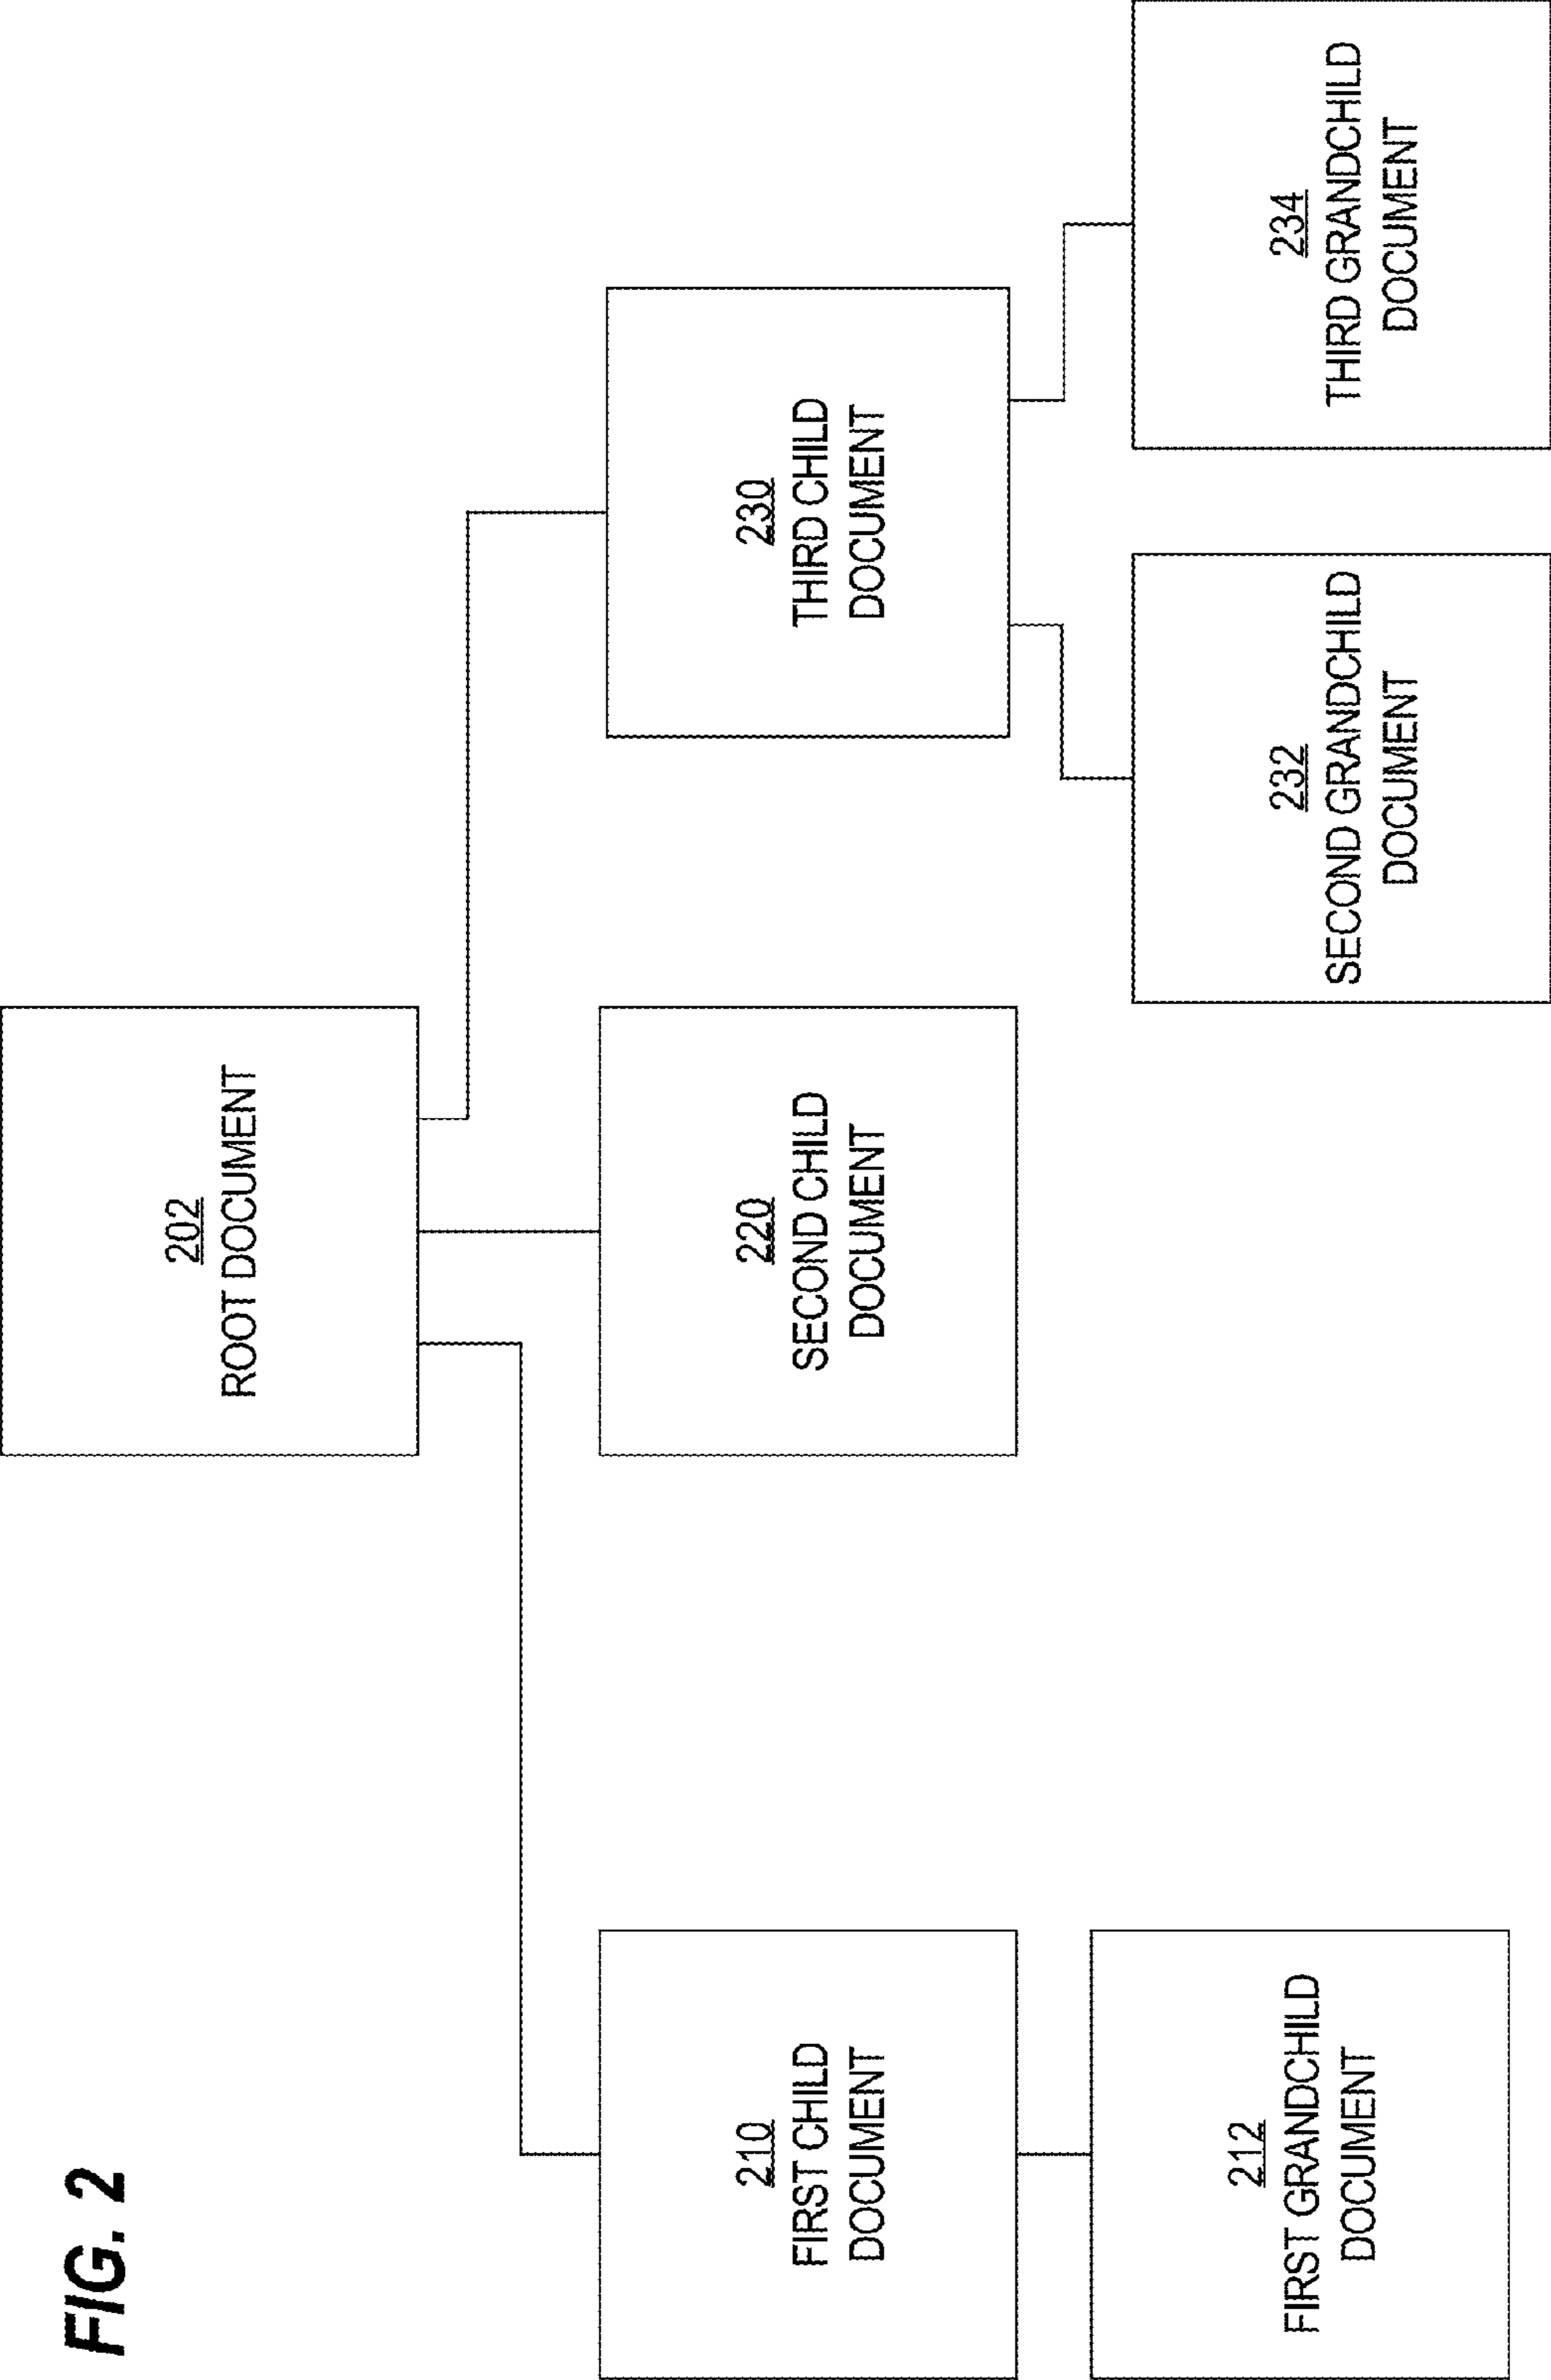 FIG. 2
202
ROOT DOCUMENT
210
FIRST CHILD
DOCUMENT
220
SECOND CHILD
DOCUMENT
230
THIRD CHILD
DOCUMENT
212
FIRST GRANDCHILD
DOCUMENT
232
SECOND GRANDCHILD
DOCUMENT
234
THIRD GRANDCHILD
DOCUMENT